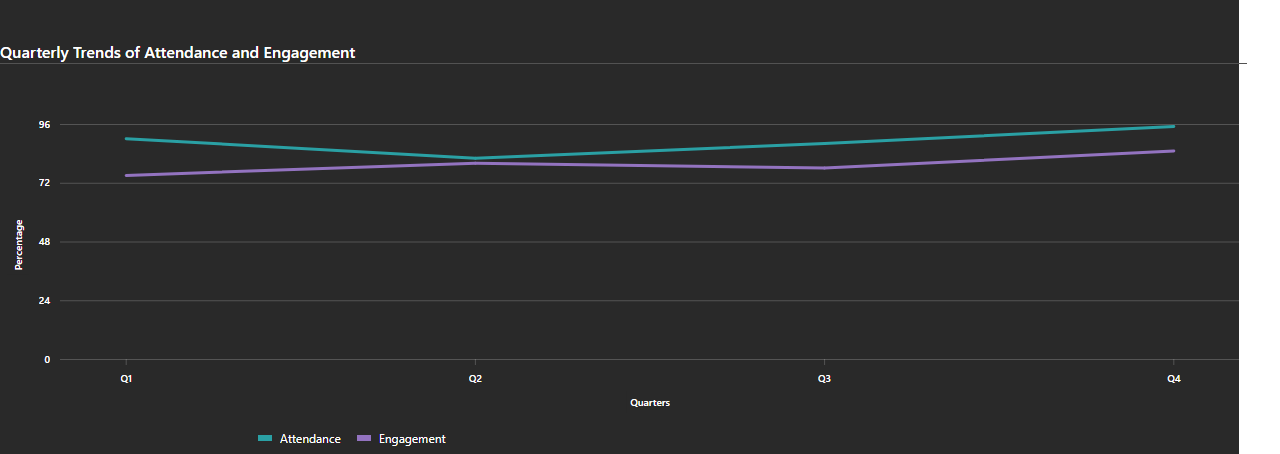 Quarterly Trends of Attendance and Engagement
96
72
48
24
0
Percentage
Q1 Q2 Q3 Q4
Quarters
Attendance Engagement